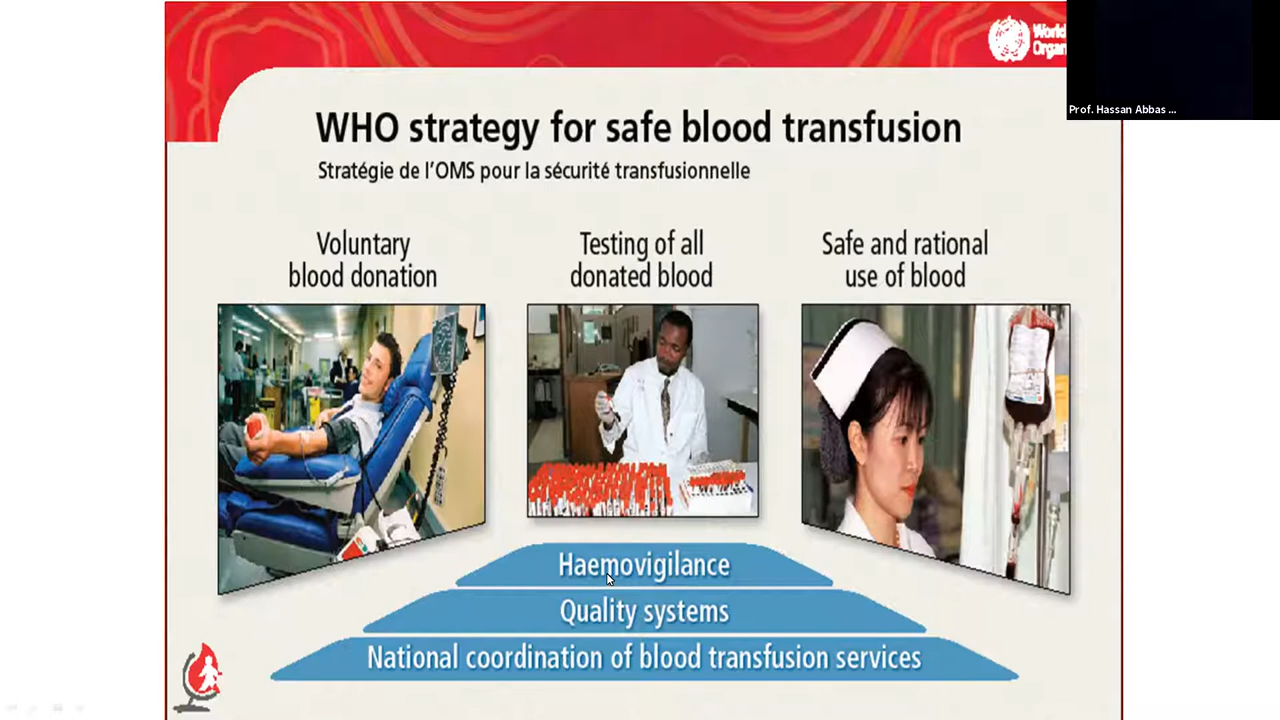 World
Organ
Prof. Hassan Abbas ...
WHO strategy for safe blood transfusion
Stratégie de l'OMS pour la sécurité transfusionnelle
Voluntary
blood donation
Testing of all
donated blood
Safe and rational
use of blood
Haemovigilance
Quality systems
National coordination of blood transfusion services